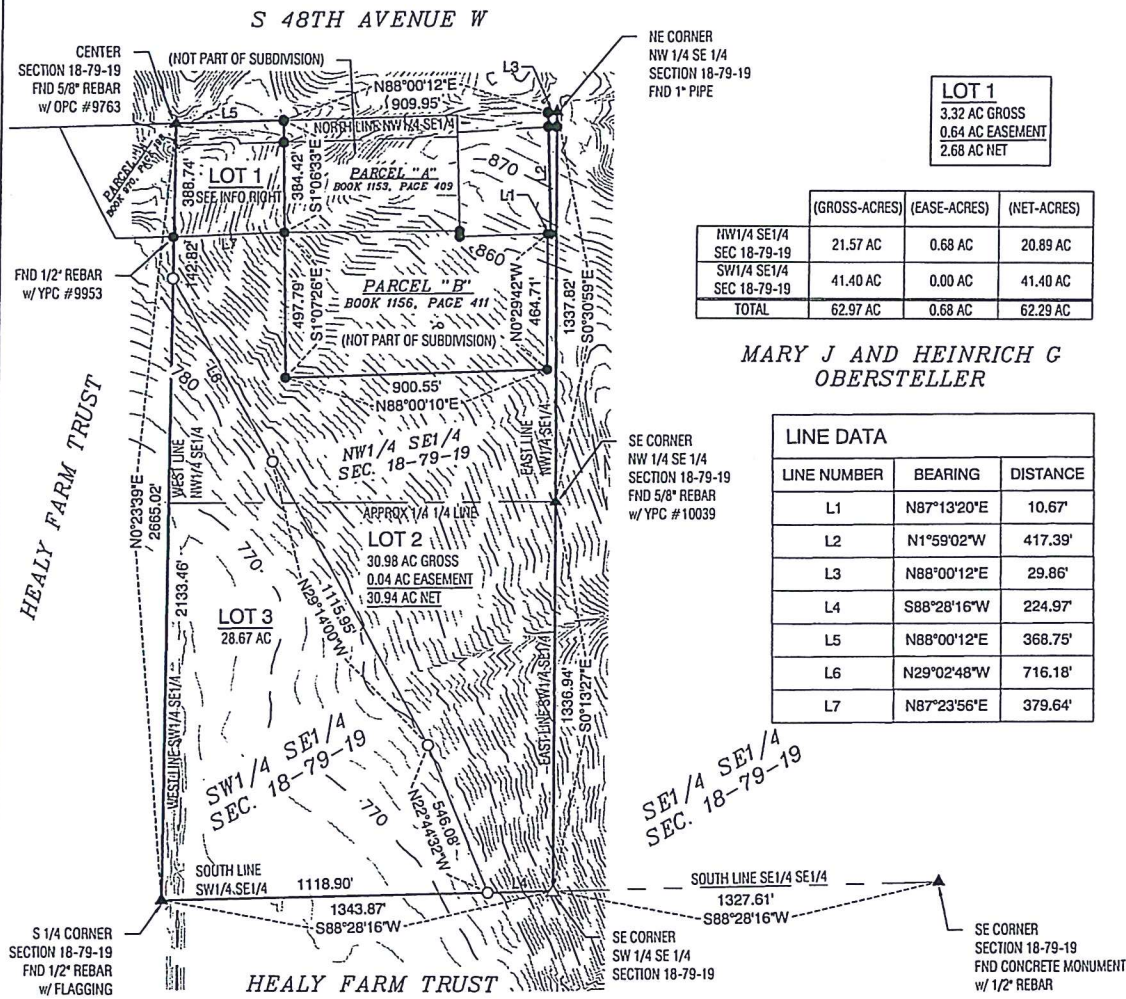 S 48TH AVENUE W
CENTER
SECTION 18-79-19
FND 5/8" REBAR
w/ OPC #9763
(NOT PART OF SUBDIVISION)
L3
NE CORNER
NW 1/4 SE 1/4
SECTION 18-79-19
FND 1" PIPE
N88°00'12"E
909.95'
L5
NORTH LINE NW1/4 SE1/4
LOT 1
3.32 AC GROSS
0.64 AC EASEMENT
2.68 AC NET
388.74'
LOT 1
SEE INFO RIGHT
384.42'
S1°06'33"E
PARCEL "A"
BOOK 1153, PAGE 409
870
L2
L1
L7
860
FND 1/2" REBAR
w/ YPC #9953
142.82'
497.79'
S1°07'26"E
PARCEL "B"
BOOK 1156, PAGE 411
(NOT PART OF SUBDIVISION)
N0°29'42"W
464.71'
1337.82'
S0°30'59"E
(GROSS-ACRES) (EASE-ACRES) (NET-ACRES)
NW1/4 SE1/4
SEC 18-79-19
21.57 AC 0.68 AC 20.89 AC
SW1/4 SE1/4
SEC 18-79-19
41.40 AC 0.00 AC 41.40 AC
TOTAL 62.97 AC 0.68 AC 62.29 AC
MARY J AND HEINRICH G
OBERSTELLER
780
L6
900.55'
N88°00'10"E
HEALY FARM TRUST
WEST LINE
NW1/4 SE1/4
NW1/4 SE1/4
SEC. 18-79-19
EAST LINE
NW1/4 SE1/4
SE CORNER
NW 1/4 SE 1/4
SECTION 18-79-19
FND 5/8" REBAR
w/ YPC #10039
N0°23'39"E
2665.02'
APPROX 1/4 1/4 LINE
LOT 2
30.98 AC GROSS
0.04 AC EASEMENT
30.94 AC NET
770
1115.95'
N29°14'00"W
2133.46'
LOT 3
28.67 AC
LINE DATA
LINE NUMBER BEARING DISTANCE
L1 N87°13'20"E 10.67'
L2 N1°59'02"W 417.39'
L3 N88°00'12"E 29.86'
L4 S88°28'16"W 224.97'
L5 N88°00'12"E 368.75'
L6 N29°02'48"W 716.18'
L7 N87°23'56"E 379.64'
WEST LINE SW1/4 SE1/4
SW1/4 SE1/4
SEC. 18-79-19
EAST LINE SW1/4 SE1/4
1336.94'
S0°13'27"E
SE1/4 SE1/4
SEC. 18-79-19
770
546.08'
N22°44'32"W
SOUTH LINE
SW1/4 SE1/4
1118.90'
L4
1343.87'
S88°28'16"W
SOUTH LINE SE1/4 SE1/4
1327.61'
S88°28'16"W
S 1/4 CORNER
SECTION 18-79-19
FND 1/2" REBAR
w/ FLAGGING
HEALY FARM TRUST
SE CORNER
SW 1/4 SE 1/4
SECTION 18-79-19
SE CORNER
SECTION 18-79-19
FND CONCRETE MONUMENT
w/ 1/2" REBAR